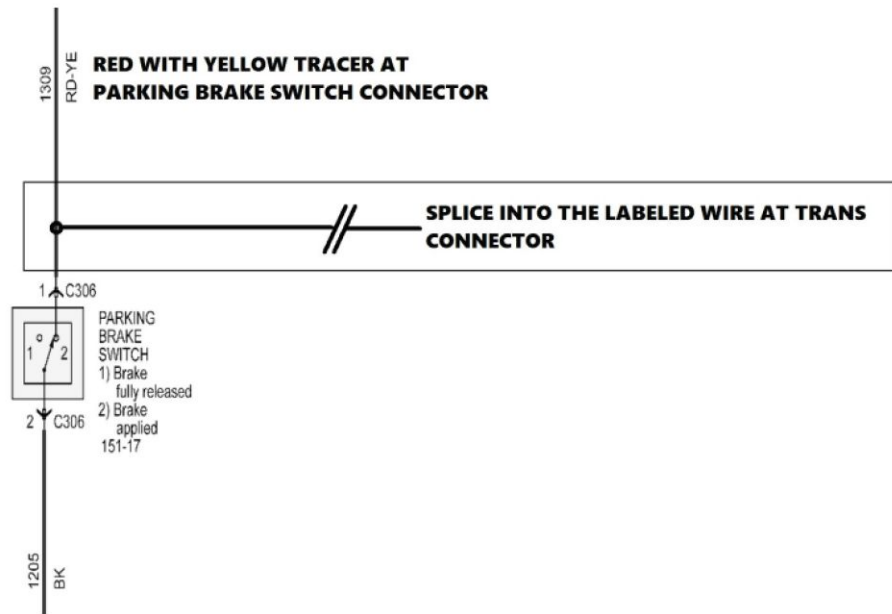 1309
RD-YE
RED WITH YELLOW TRACER AT
PARKING BRAKE SWITCH CONNECTOR
SPLICE INTO THE LABELED WIRE AT TRANS
CONNECTOR
1 C306
1 2
PARKING
BRAKE
SWITCH
1) Brake
fully released
2) Brake
applied
151-17
2 C306
1205
BK